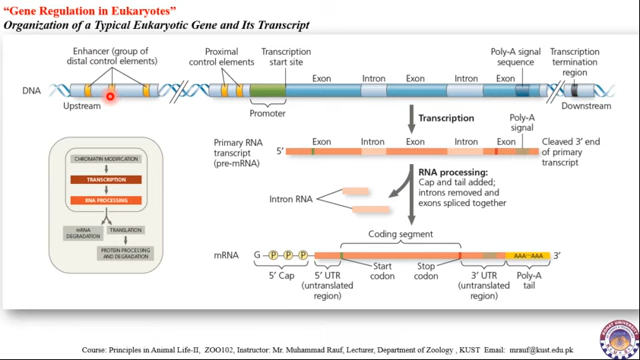 "Gene Regulation in Eukaryotes"
Organization of a Typical Eukaryotic Gene and Its Transcript
Enhancer (group of
distal control elements)
Proximal
control elements
Transcription
start site
Poly-A signal
sequence
Transcription
termination
region
Exon
Intron
Exon
Intron
Exon
DNA
Upstream
Promoter
Downstream
Transcription
Poly-A
signal
Primary RNA
transcript
(pre-mRNA)
5′
Exon
Intron
Exon
Intron
Exon
Cleaved 3′ end
of primary
transcript
RNA processing:
Cap and tail added;
introns removed and
exons spliced together
Intron RNA
CHROMATIN MODIFICATION
TRANSCRIPTION
RNA PROCESSING
mRNA
DEGRADATION
TRANSLATION
PROTEIN PROCESSING
AND DEGRADATION
Coding segment
mRNA
G
P
P
P
AAA···AAA
3′
5′ Cap
5′ UTR
(untranslated
region)
Start
codon
Stop
codon
3′ UTR
(untranslated
region)
Poly-A
tail
Course: Principles in Animal Life-II, ZOO102, Instructor: Mr. Muhammad Rauf, Lecturer, Department of Zoology , KUST Email: mrauf@kust.edu.pk